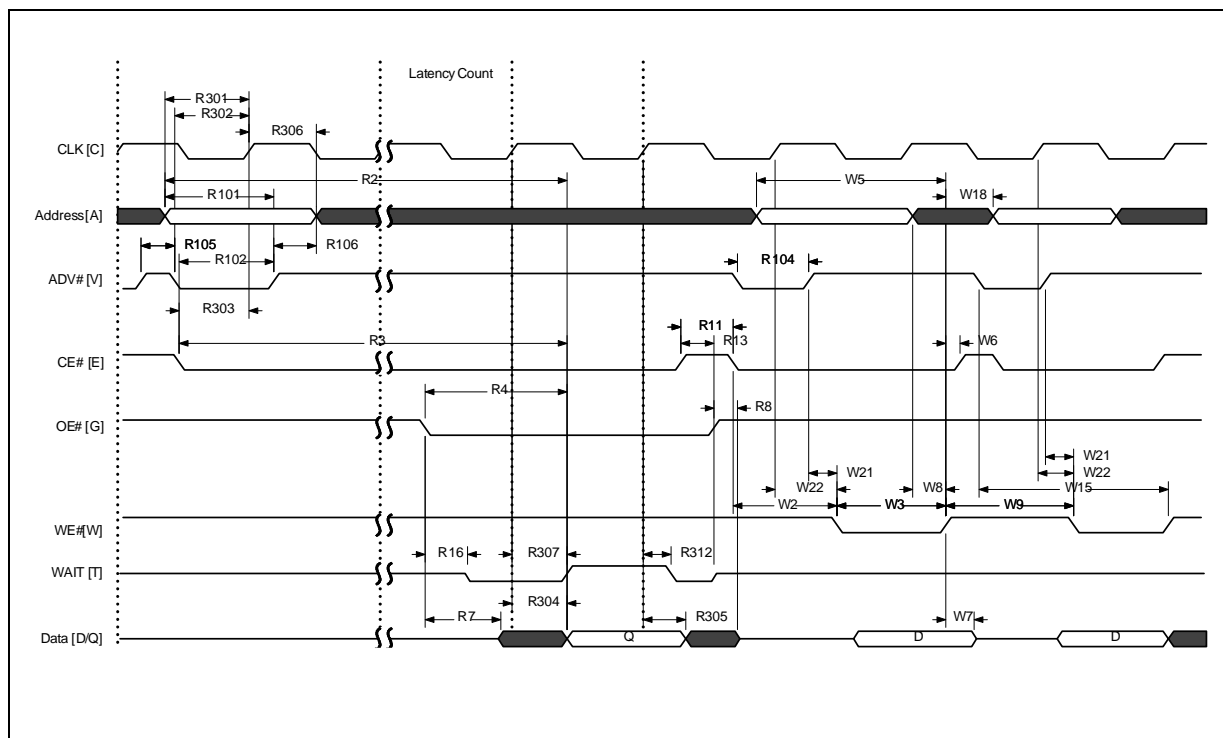 Latency Count
R301
R302
R306
CLK [C]
R2
W5
R101
W18
Address [A]
R105
R106
R102
R104
ADV# [V]
R303
R11
R3
R13
W6
CE# [E]
R4
R8
OE# [G]
W21
W21
W22
W22
W8
W15
W2
W3
W9
WE# [W]
R16
R307
R312
WAIT [T]
R304
R7
R305
W7
Data [D/Q]
Q
D
D